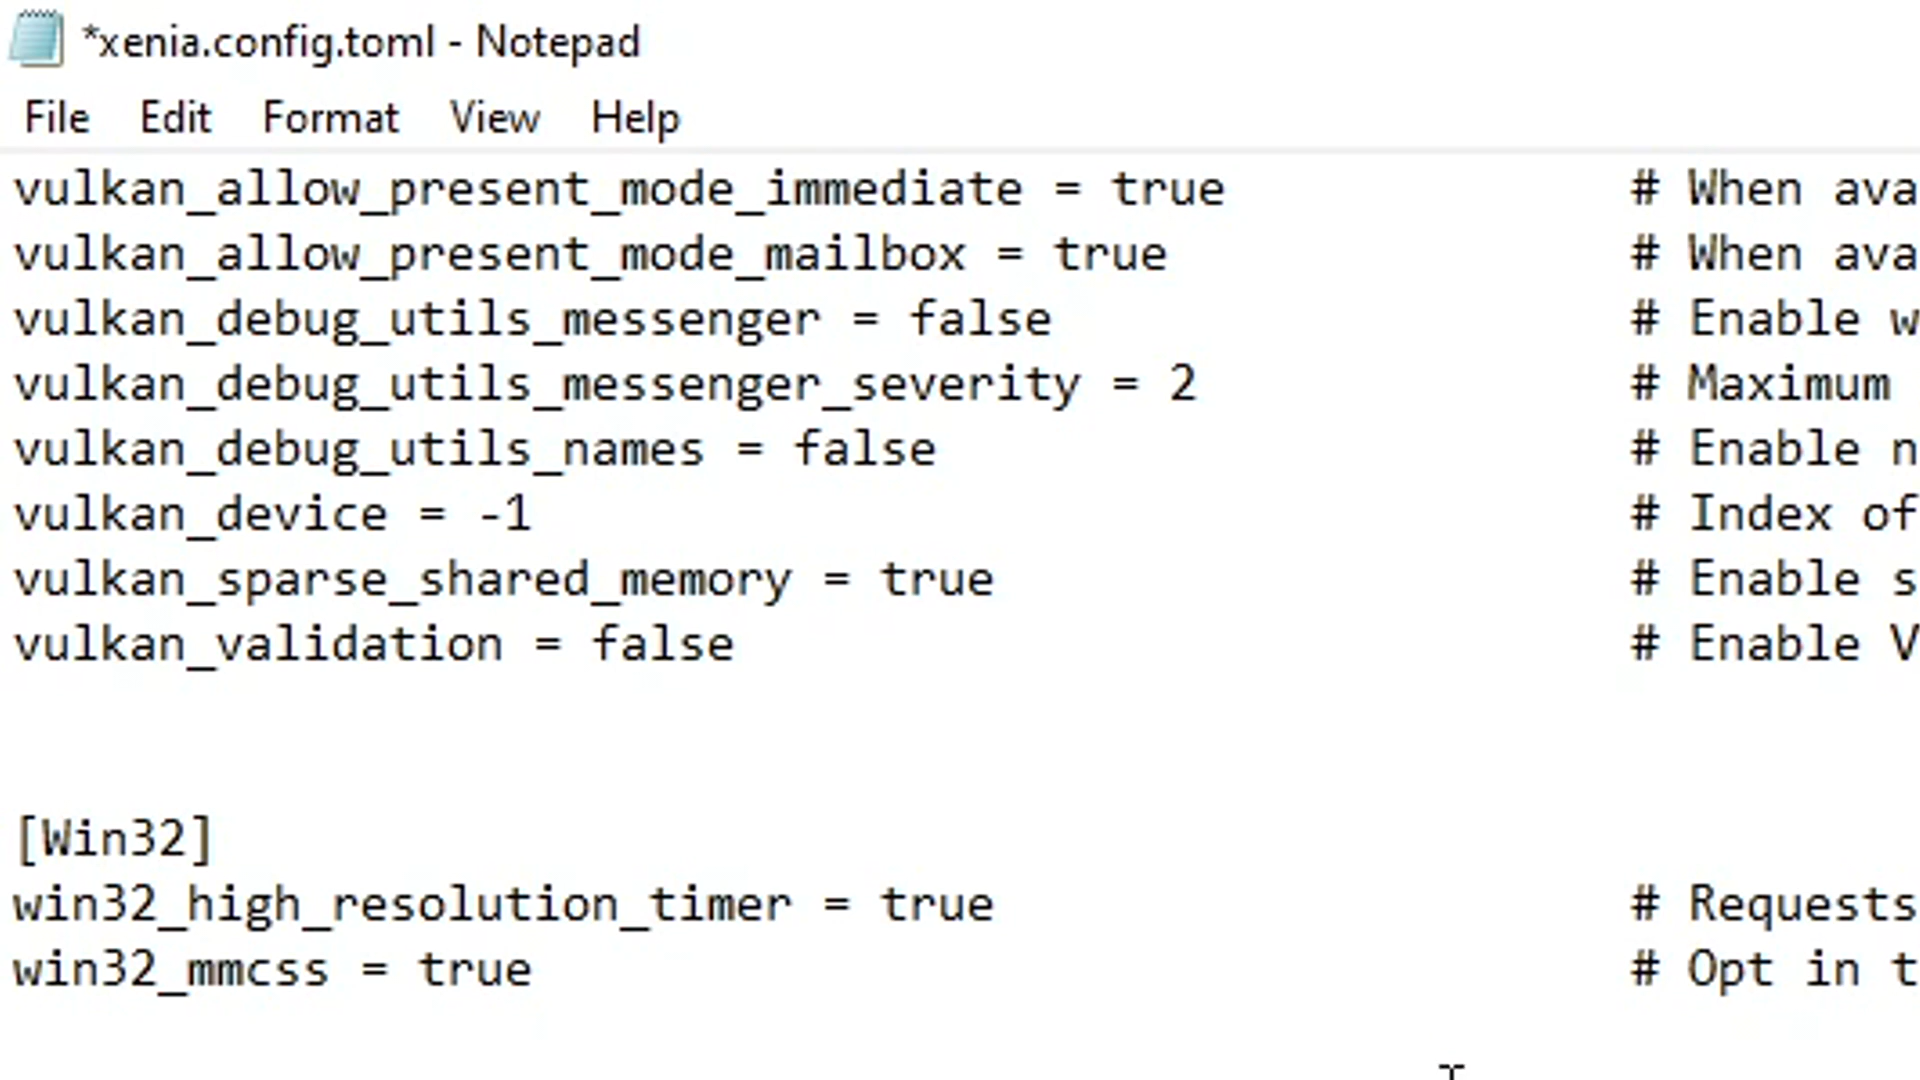 *xenia.config.toml - Notepad
File Edit Format View Help
vulkan_allow_present_mode_immediate = true # When ava
vulkan_allow_present_mode_mailbox = true # When ava
vulkan_debug_utils_messenger = false # Enable w
vulkan_debug_utils_messenger_severity = 2 # Maximum
vulkan_debug_utils_names = false # Enable n
vulkan_device = -1 # Index of
vulkan_sparse_shared_memory = true # Enable s
vulkan_validation = false # Enable V
[Win32]
win32_high_resolution_timer = true # Requests
win32_mmcss = true # Opt in t